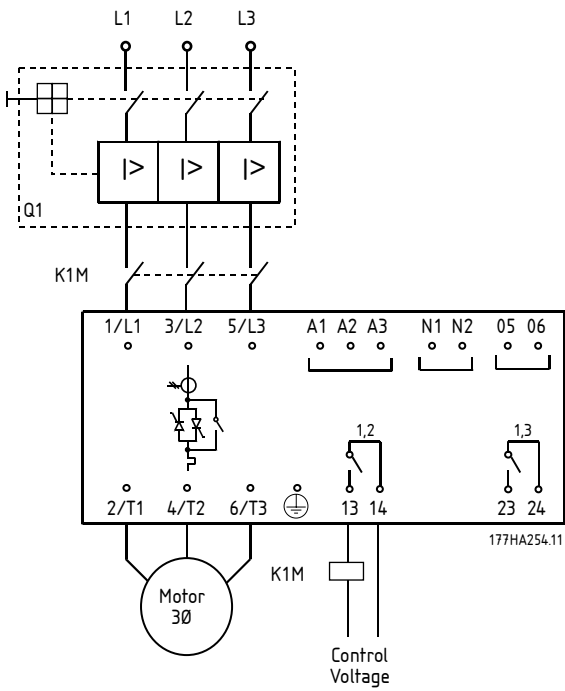 L1 L2 L3
I> I> I>
Q1
K1M
1/L1 3/L2 5/L3 A1 A2 A3 N1 N2 05 06
1,2 1,3
2/T1 4/T2 6/T3 13 14 23 24
177HA254.11
K1M
Motor
3Ø
Control
Voltage